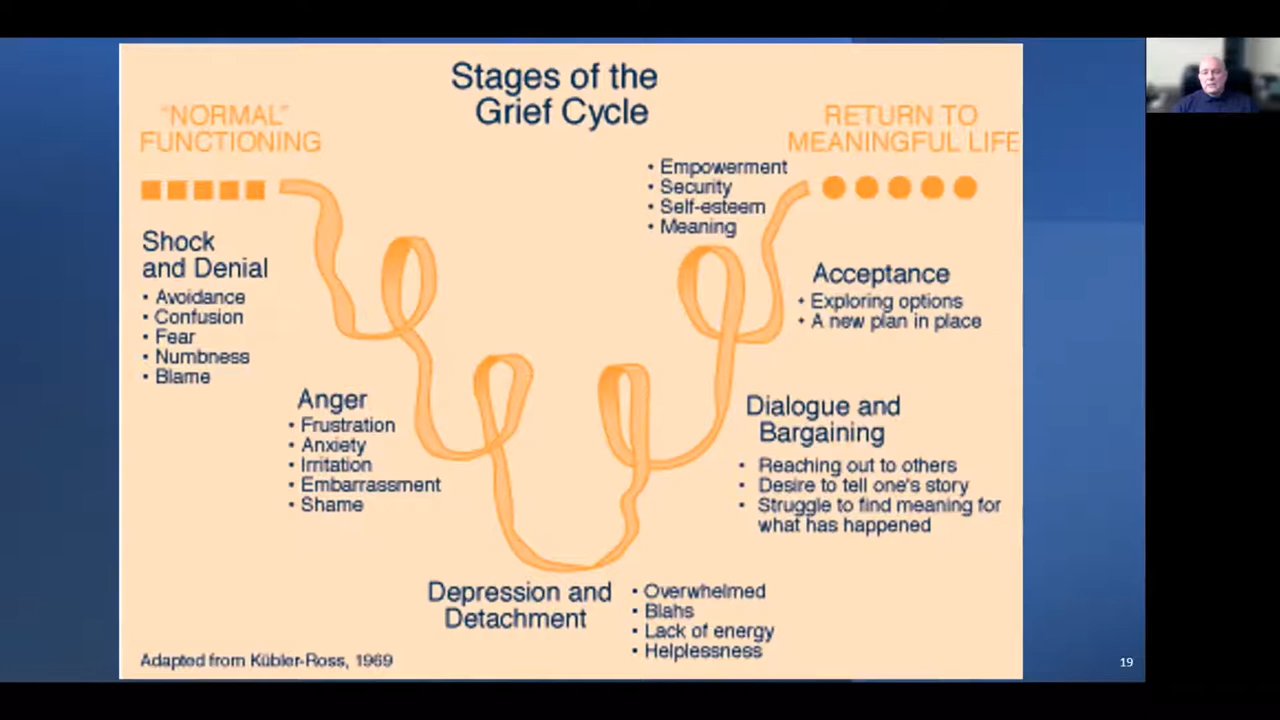 Stages of the
Grief Cycle
"NORMAL"
FUNCTIONING
RETURN TO
MEANINGFUL LIFE
• Empowerment
• Security
• Self-esteem
• Meaning
Shock
and Denial
• Avoidance
• Confusion
• Fear
• Numbness
• Blame
Anger
• Frustration
• Anxiety
• Irritation
• Embarrassment
• Shame
Depression and
Detachment
• Overwhelmed
• Blahs
• Lack of energy
• Helplessness
Dialogue and
Bargaining
• Reaching out to others
• Desire to tell one's story
• Struggle to find meaning for
what has happened
Acceptance
• Exploring options
• A new plan in place
Adapted from Kübler-Ross, 1969
19